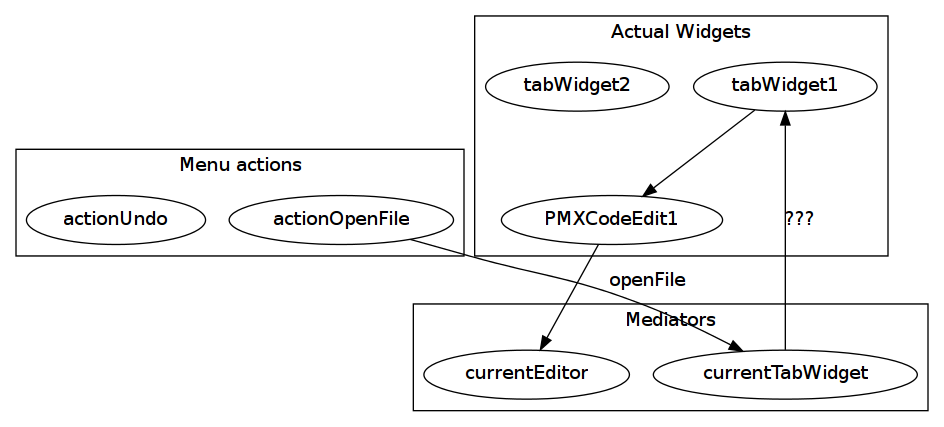 Actual Widgets
tabWidget2
tabWidget1
Menu actions
actionUndo
actionOpenFile
PMXCodeEdit1
???
openFile
Mediators
currentEditor
currentTabWidget